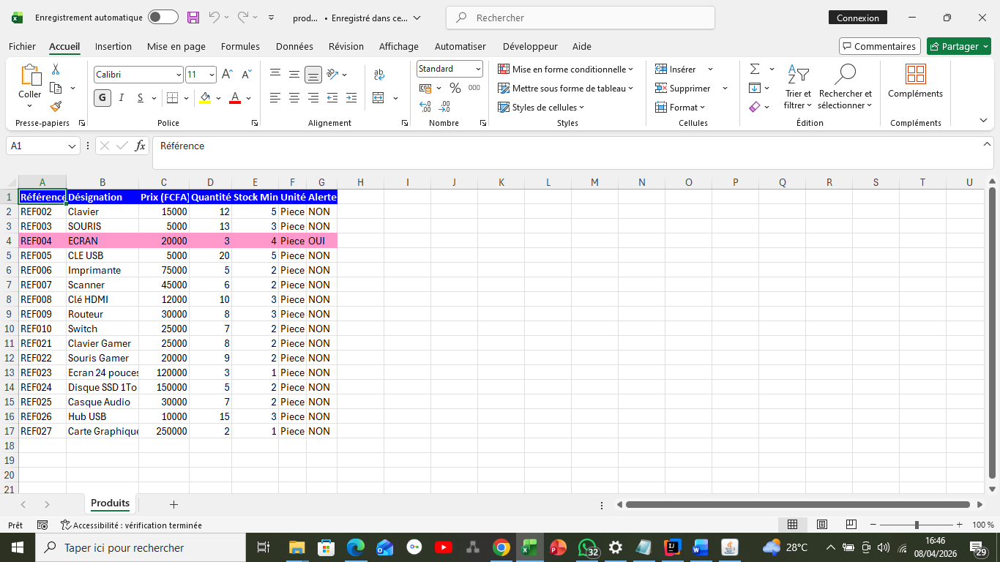 Enregistrement automatique prod... • Enregistré dans ce... Rechercher Connexion
Fichier Accueil Insertion Mise en page Formules Données Révision Affichage Automatiser Développeur Aide Commentaires Partager
Coller
Presse-papiers
Calibri 11
G I S A
Police
ab
Alignement
Standard
% 000
Nombre
Mise en forme conditionnelle
Mettre sous forme de tableau
Styles de cellules
Styles
Insérer
Supprimer
Format
Cellules
Trier et filtrer
Rechercher et sélectionner
Édition
Compléments
Compléments
A1 fx Référence
A B C D E F G H I J K L M N O P Q R S T U
1 Référence Désignation Prix (FCFA) Quantité Stock Min Unité Alerte
2 REF002 Clavier 15000 12 5 Piece NON
3 REF003 SOURIS 5000 13 3 Piece NON
4 REF004 ECRAN 20000 3 4 Piece OUI
5 REF005 CLE USB 5000 20 5 Piece NON
6 REF006 Imprimante 75000 5 2 Piece NON
7 REF007 Scanner 45000 6 2 Piece NON
8 REF008 Clé HDMI 12000 10 3 Piece NON
9 REF009 Routeur 30000 8 3 Piece NON
10 REF010 Switch 25000 7 2 Piece NON
11 REF021 Clavier Gamer 25000 8 2 Piece NON
12 REF022 Souris Gamer 20000 9 2 Piece NON
13 REF023 Ecran 24 pouces 120000 3 1 Piece NON
14 REF024 Disque SSD 1To 150000 5 2 Piece NON
15 REF025 Casque Audio 30000 7 2 Piece NON
16 REF026 Hub USB 10000 15 3 Piece NON
17 REF027 Carte Graphique 250000 2 1 Piece NON
18
19
20
21
Produits
Prêt Accessibilité : vérification terminée 100 %
Taper ici pour rechercher 32 28°C 16:46
08/04/2026 29